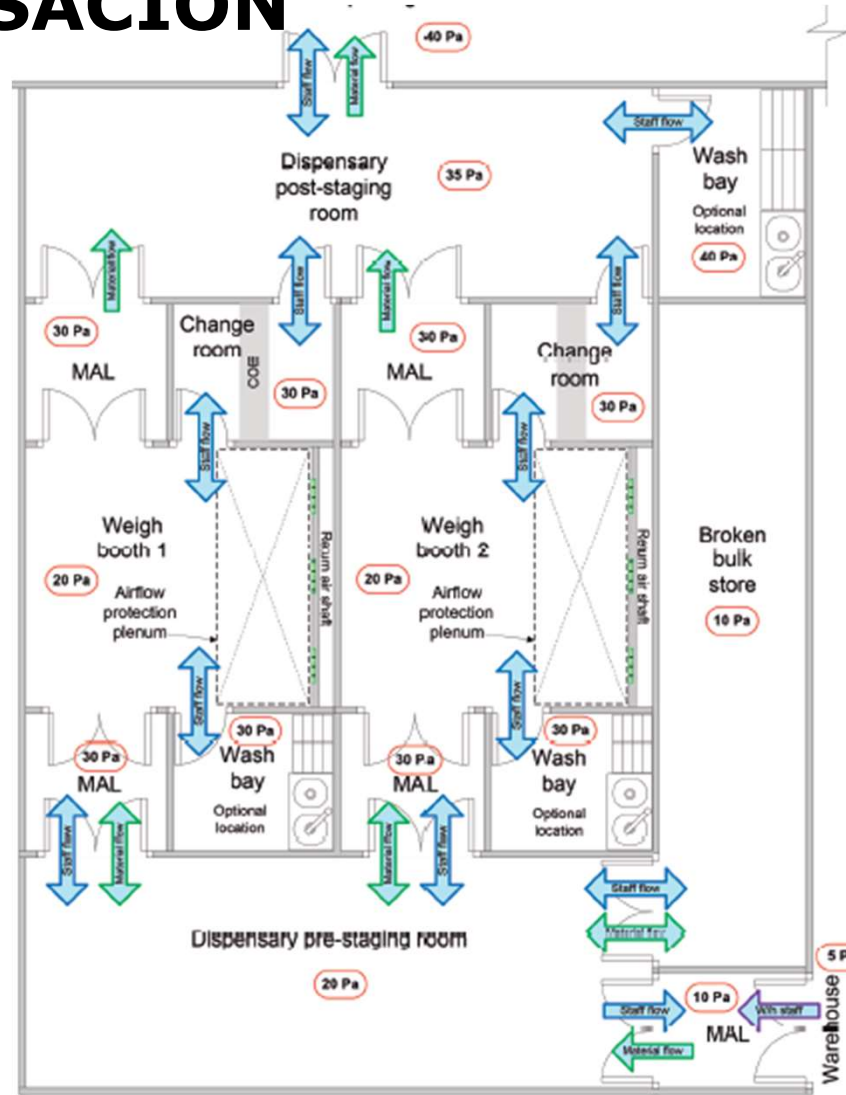 SACIÓN
40 Pa
Staff flow
Material flow
Staff flow
Dispensary
post-staging
room
35 Pa
Wash
bay
Optional
location
40 Pa
Material flow
Staff flow
Material flow
Staff flow
30 Pa
MAL
Change
room
COB
30 Pa
30 Pa
MAL
Change
room
30 Pa
Staff flow
Staff flow
Weigh
booth 1
20 Pa
Airflow
protection
plenum
Return air shaft
Weigh
booth 2
20 Pa
Airflow
protection
plenum
Return air shaft
Broken
bulk
store
10 Pa
Staff flow
Staff flow
30 Pa
MAL
30 Pa
Wash
bay
Optional
location
30 Pa
MAL
30 Pa
Wash
bay
Optional
location
Staff flow
Material flow
Material flow
Staff flow
Staff flow
Material flow
Dispensary pre-staging room
20 Pa
5 P
10 Pa
Staff flow
W/h staff
MAL
Material flow
Warehouse